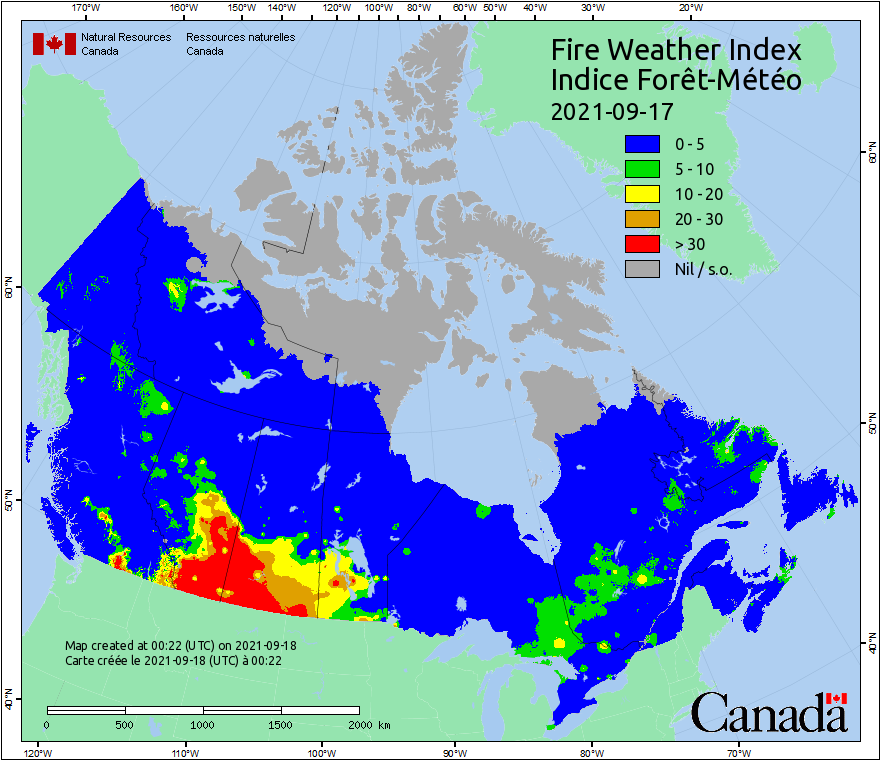 170°W 160°W 150°W 140°W 130°W 120°W 110°W 100°W 90°W 80°W 70°W 60°W 50°W 40°W 30°W 20°W
Natural Resources Ressources naturelles
Canada Canada
Fire Weather Index
Indice Forêt-Météo
2021-09-17
0 - 5
5 - 10
10 - 20
20 - 30
> 30
Nil / s.o.
60°N
60°N
50°N
50°N
40°N
40°N
Map created at 00:22 (UTC) on 2021-09-18
Carte créée le 2021-09-18 (UTC) à 00:22
0 500 1000 1500 2000 km
Canada
120°W 110°W 100°W 90°W 80°W 70°W